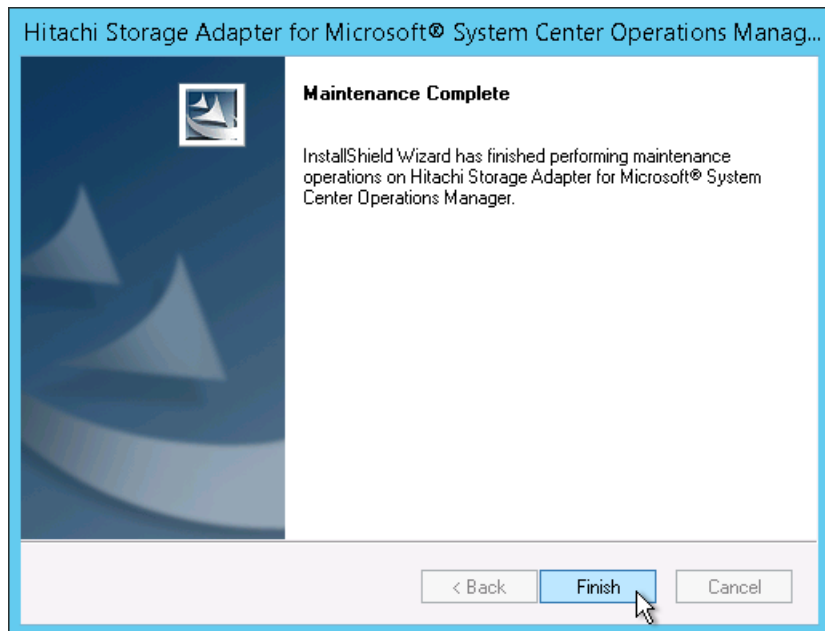 Hitachi Storage Adapter for Microsoft® System Center Operations Manag...
Maintenance Complete
InstallShield Wizard has finished performing maintenance
operations on Hitachi Storage Adapter for Microsoft® System
Center Operations Manager.
< Back Finish Cancel